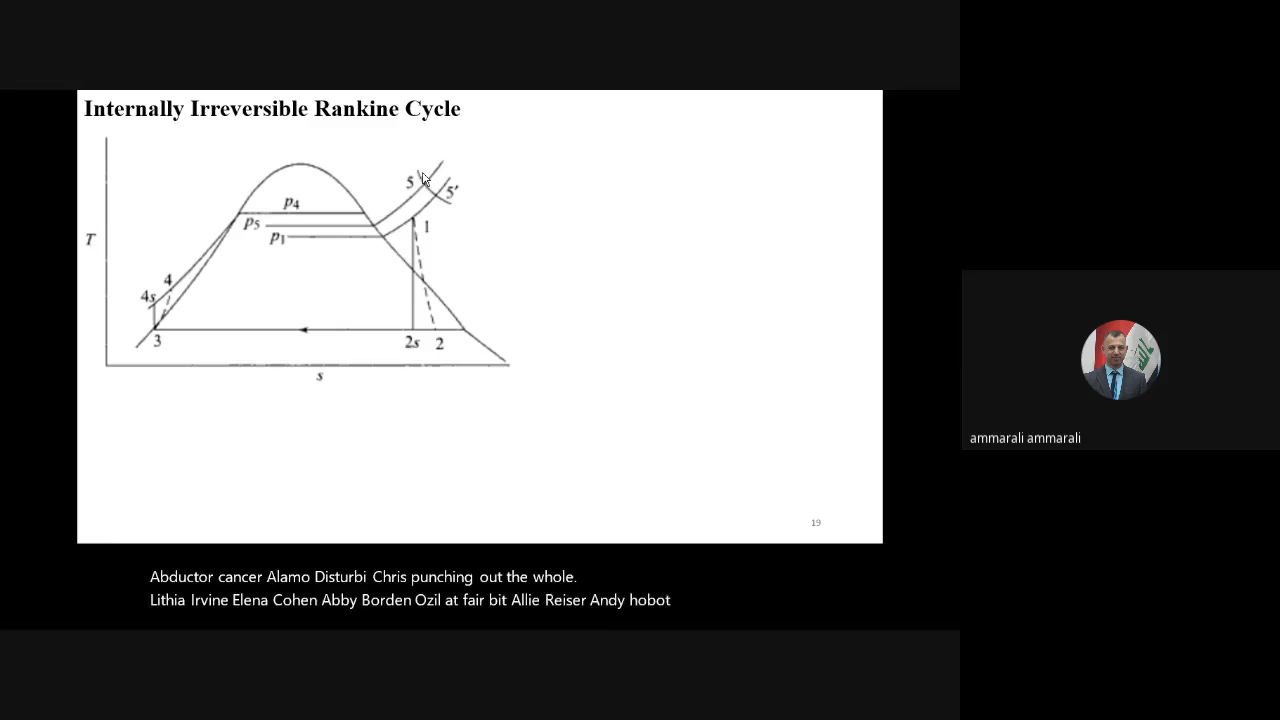 Internally Irreversible Rankine Cycle
5
5'
p4
p5
1
p1
T
4
4s
3
2s
2
s
ammarali ammarali
19
Abductor cancer Alamo Disturbi Chris punching out the whole.
Lithia Irvine Elena Cohen Abby Borden Ozil at fair bit Allie Reiser Andy hobot